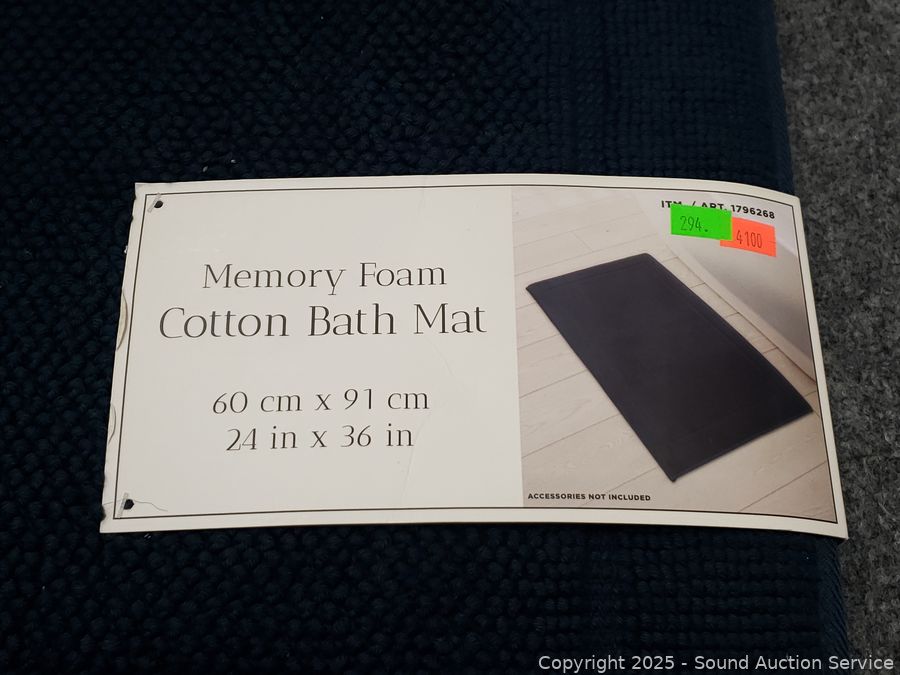 ITM. / ART. 1796268
294.
4100
Memory Foam
Cotton Bath Mat
60 cm x 91 cm
24 in x 36 in
ACCESSORIES NOT INCLUDED
Copyright 2025 - Sound Auction Service